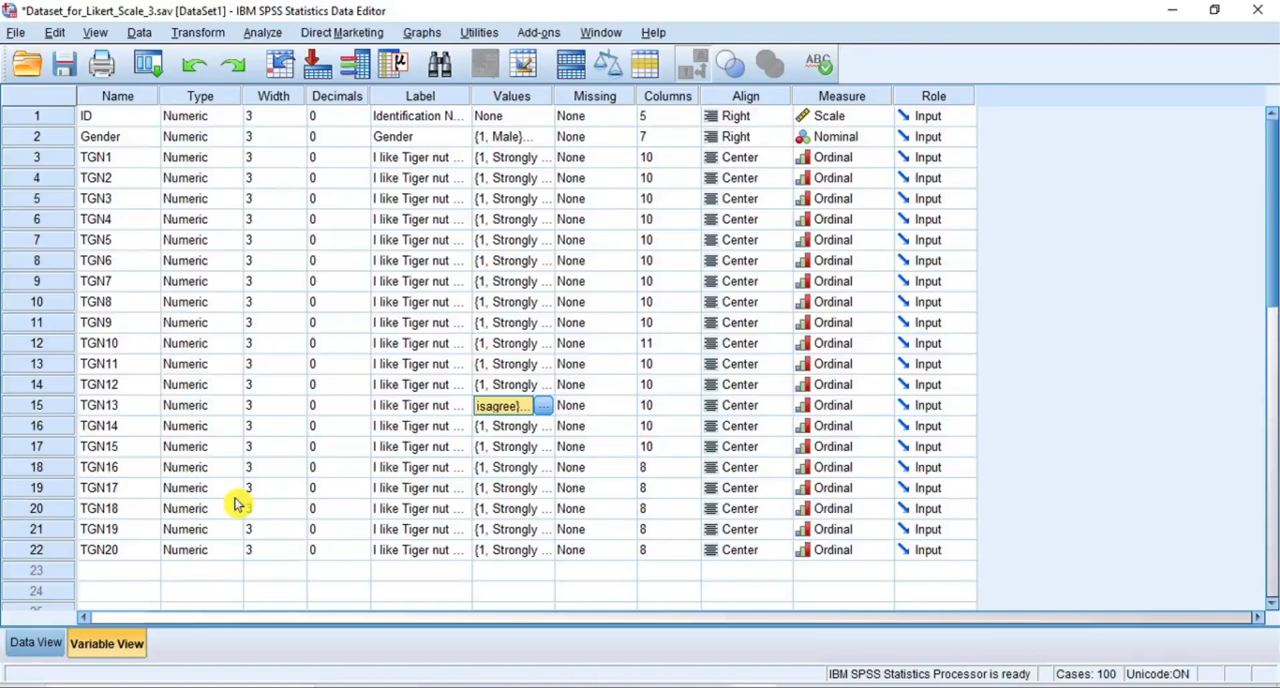 *Dataset_for_Likert_Scale_3.sav [DataSet1] - IBM SPSS Statistics Data Editor
File Edit View Data Transform Analyze Direct Marketing Graphs Utilities Add-ons Window Help
Name Type Width Decimals Label Values Missing Columns Align Measure Role
1 ID Numeric 3 0 Identification N... None None 5 Right Scale Input
2 Gender Numeric 3 0 Gender {1, Male}... None 7 Right Nominal Input
3 TGN1 Numeric 3 0 I like Tiger nut ... {1, Strongly ... None 10 Center Ordinal Input
4 TGN2 Numeric 3 0 I like Tiger nut ... {1, Strongly ... None 10 Center Ordinal Input
5 TGN3 Numeric 3 0 I like Tiger nut ... {1, Strongly ... None 10 Center Ordinal Input
6 TGN4 Numeric 3 0 I like Tiger nut ... {1, Strongly ... None 10 Center Ordinal Input
7 TGN5 Numeric 3 0 I like Tiger nut ... {1, Strongly ... None 10 Center Ordinal Input
8 TGN6 Numeric 3 0 I like Tiger nut ... {1, Strongly ... None 10 Center Ordinal Input
9 TGN7 Numeric 3 0 I like Tiger nut ... {1, Strongly ... None 10 Center Ordinal Input
10 TGN8 Numeric 3 0 I like Tiger nut ... {1, Strongly ... None 10 Center Ordinal Input
11 TGN9 Numeric 3 0 I like Tiger nut ... {1, Strongly ... None 10 Center Ordinal Input
12 TGN10 Numeric 3 0 I like Tiger nut ... {1, Strongly ... None 11 Center Ordinal Input
13 TGN11 Numeric 3 0 I like Tiger nut ... {1, Strongly ... None 10 Center Ordinal Input
14 TGN12 Numeric 3 0 I like Tiger nut ... {1, Strongly ... None 10 Center Ordinal Input
15 TGN13 Numeric 3 0 I like Tiger nut ... isagree}... ... None 10 Center Ordinal Input
16 TGN14 Numeric 3 0 I like Tiger nut ... {1, Strongly ... None 10 Center Ordinal Input
17 TGN15 Numeric 3 0 I like Tiger nut ... {1, Strongly ... None 10 Center Ordinal Input
18 TGN16 Numeric 3 0 I like Tiger nut ... {1, Strongly ... None 8 Center Ordinal Input
19 TGN17 Numeric 3 0 I like Tiger nut ... {1, Strongly ... None 8 Center Ordinal Input
20 TGN18 Numeric 3 0 I like Tiger nut ... {1, Strongly ... None 8 Center Ordinal Input
21 TGN19 Numeric 3 0 I like Tiger nut ... {1, Strongly ... None 8 Center Ordinal Input
22 TGN20 Numeric 3 0 I like Tiger nut ... {1, Strongly ... None 8 Center Ordinal Input
23
24
Data View Variable View
IBM SPSS Statistics Processor is ready Cases: 100 Unicode:ON